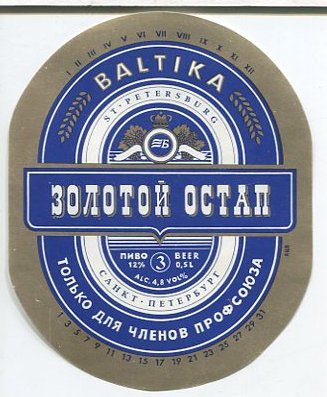 I II III IV V VI VII VIII IX X XI XII
BALTIKA
ST. PETERSBURG
Б
ЗОЛОТОЙ ОСТАП
ПИВО 3 BEER
12% 0,5L
ALC. 4,8 VOL%
САНКТ-ПЕТЕРБУРГ
ТОЛЬКО ДЛЯ ЧЛЕНОВ ПРОФСОЮЗА
1 3 5 7 9 11 13 15 17 19 21 23 25 27 29 31